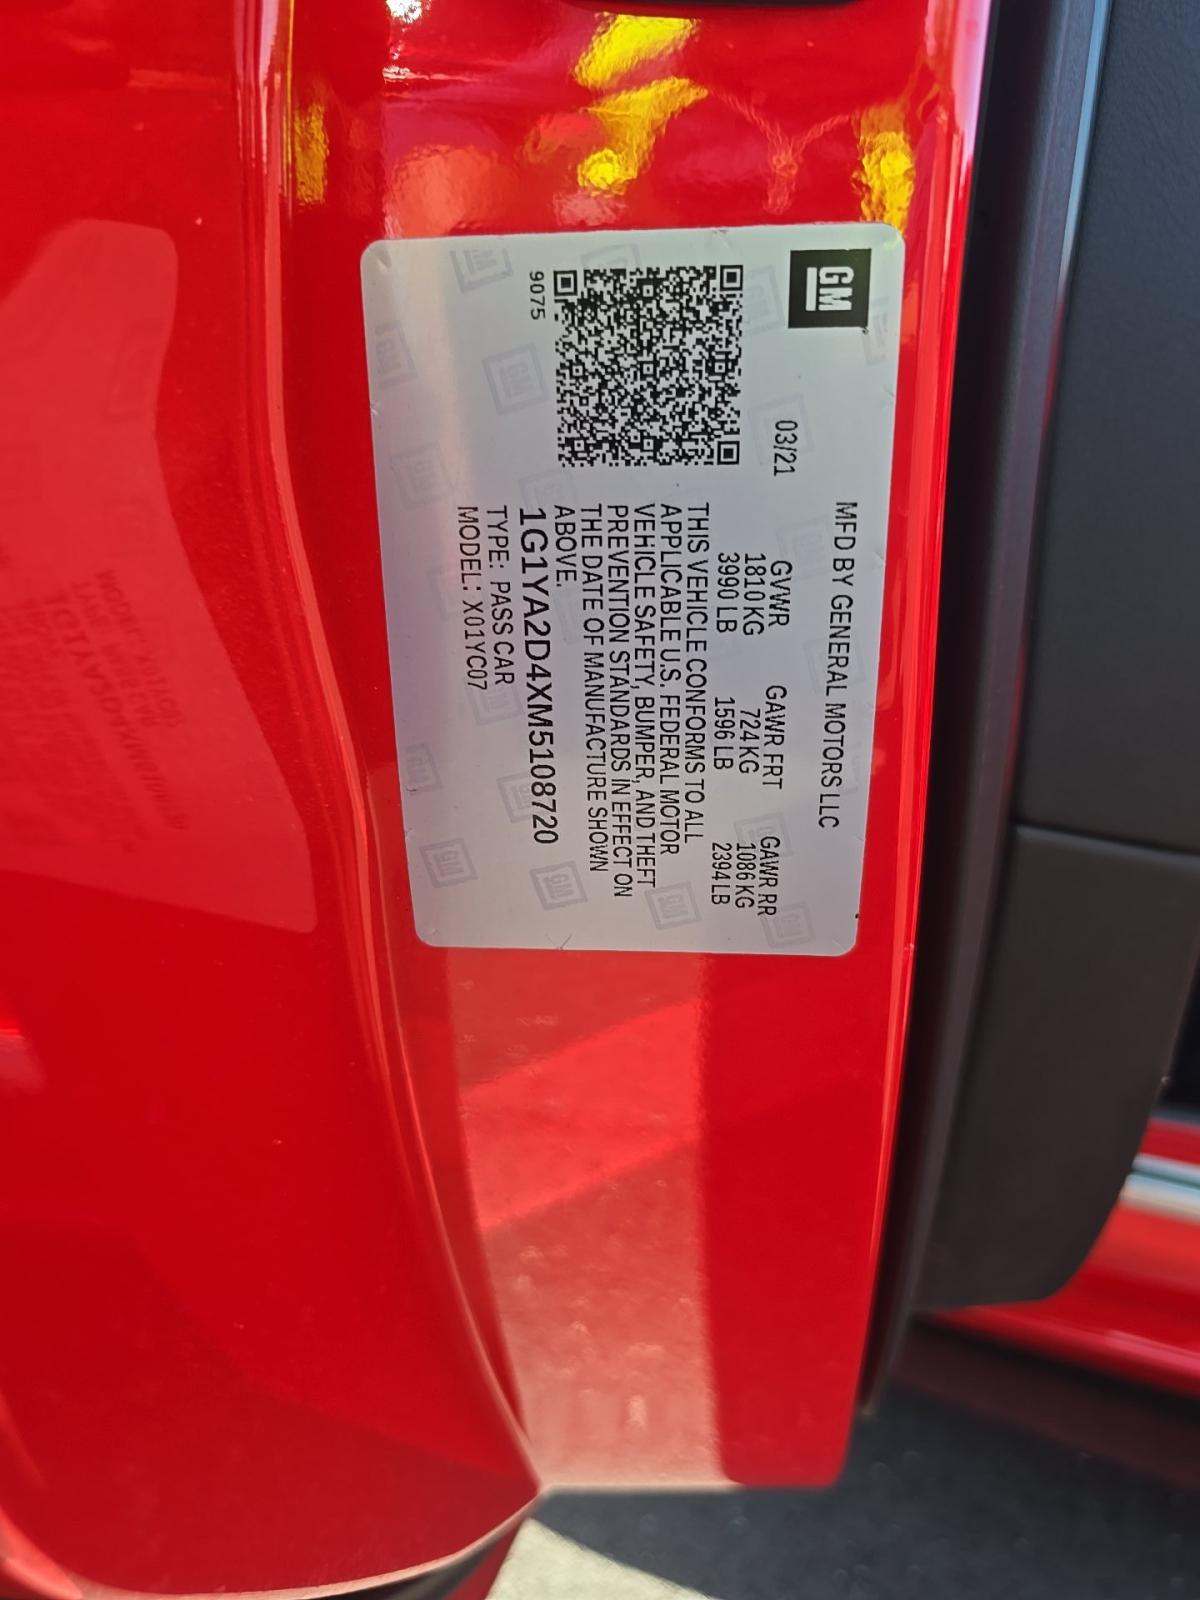 GM
MFD BY GENERAL MOTORS LLC
03/21
GVWR GAWR FRT GAWR RR
1810 KG 724 KG 1086 KG
3990 LB 1596 LB 2394 LB
THIS VEHICLE CONFORMS TO ALL
APPLICABLE U.S. FEDERAL MOTOR
VEHICLE SAFETY, BUMPER, AND THEFT
PREVENTION STANDARDS IN EFFECT ON
THE DATE OF MANUFACTURE SHOWN
ABOVE.
1G1YA2D4XM5108720
TYPE: PASS CAR
MODEL: X01YC07
9075